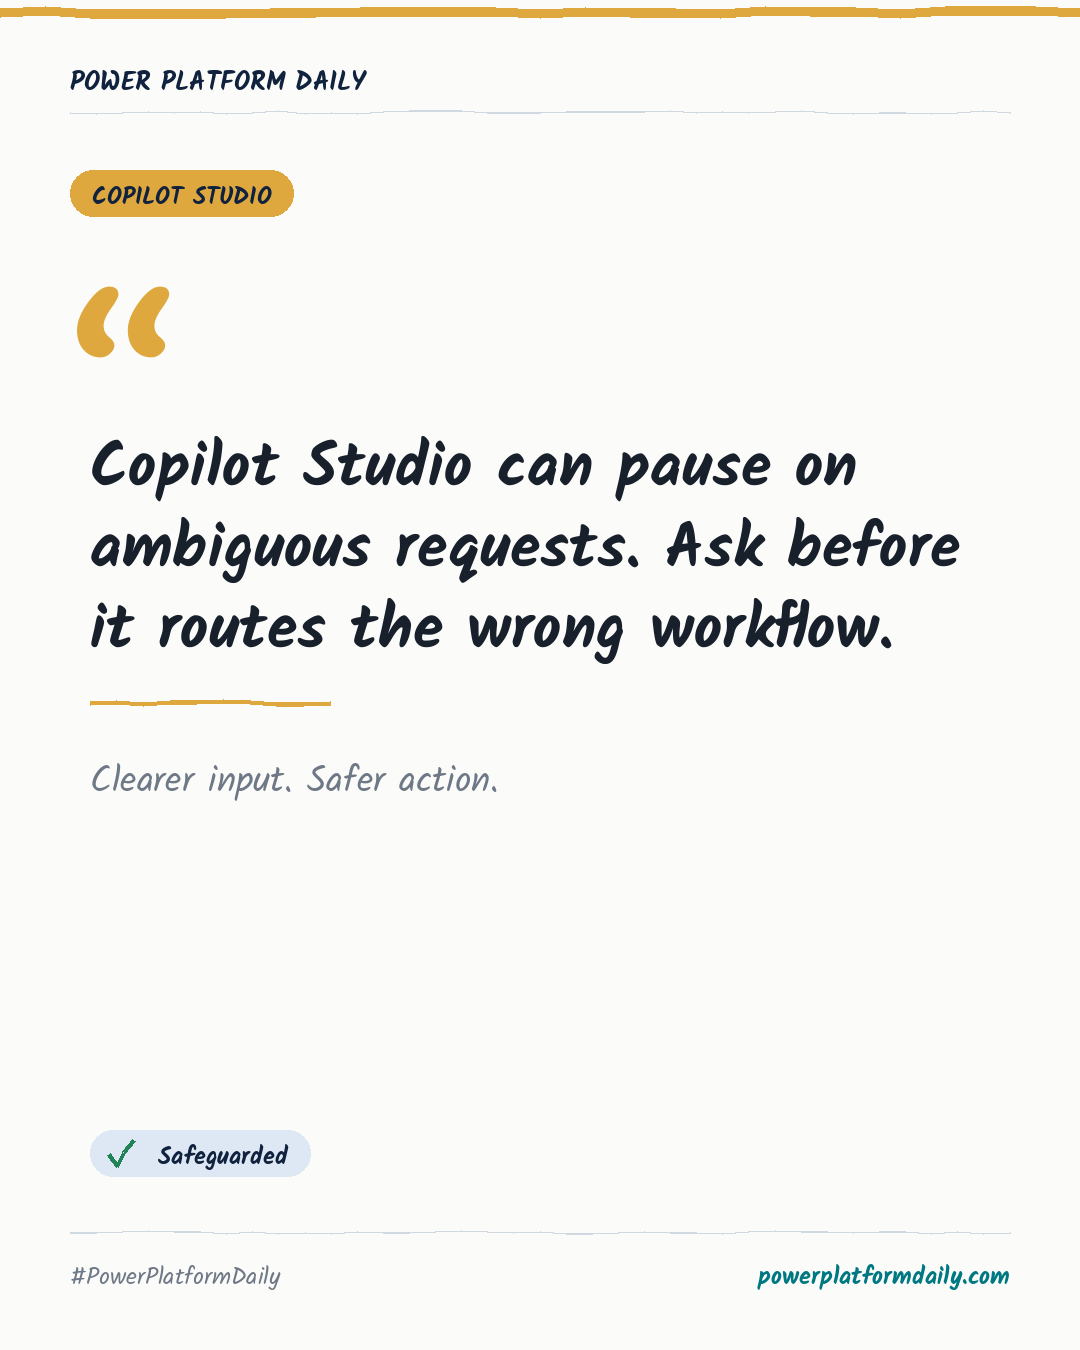 POWER PLATFORM DAILY
COPILOT STUDIO
“
Copilot Studio can pause on
ambiguous requests. Ask before
it routes the wrong workflow.
Clearer input. Safer action.
✓ Safeguarded
#PowerPlatformDaily
powerplatformdaily.com